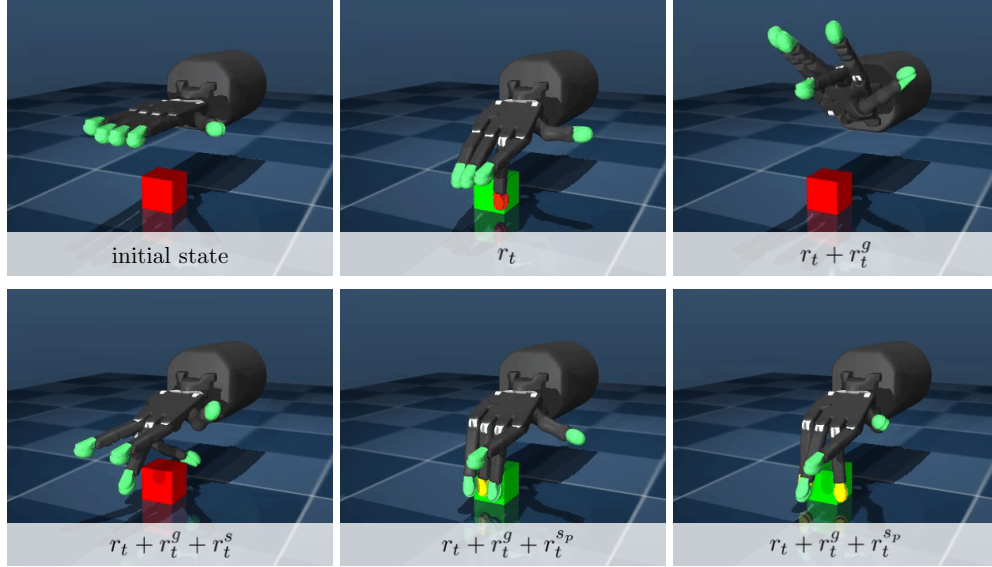 initial state
$r_t$
$r_t + r_t^g$
$r_t + r_t^g + r_t^s$
$r_t + r_t^g + r_t^{s_p}$
$r_t + r_t^g + r_t^{s_p}$